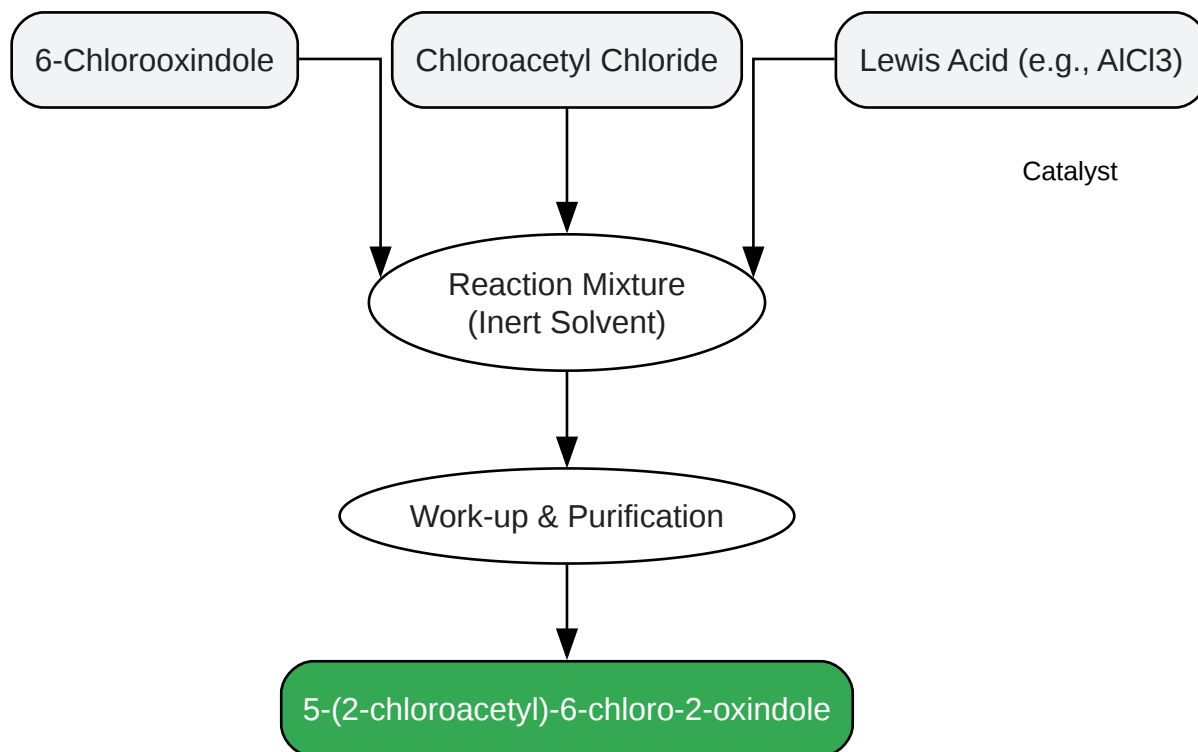 6-Chlorooxindole
Chloroacetyl Chloride
Lewis Acid (e.g., AlCl3)
Catalyst
Reaction Mixture
(Inert Solvent)
Work-up & Purification
5-(2-chloroacetyl)-6-chloro-2-oxindole